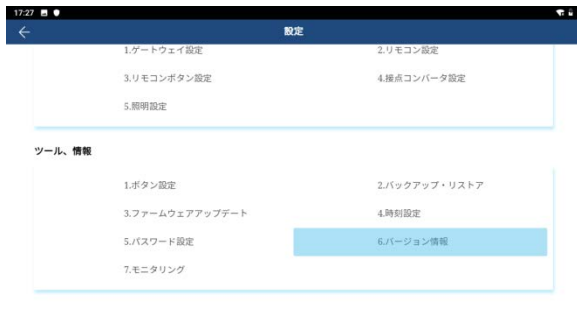 17:27
設定
1.ゲートウェイ設定 2.リモコン設定
3.リモコンボタン設定 4.接点コンバータ設定
5.照明設定
ツール、情報
1.ボタン設定 2.バックアップ・リストア
3.ファームウェアアップデート 4.時刻設定
5.パスワード設定 6.バージョン情報
7.モニタリング